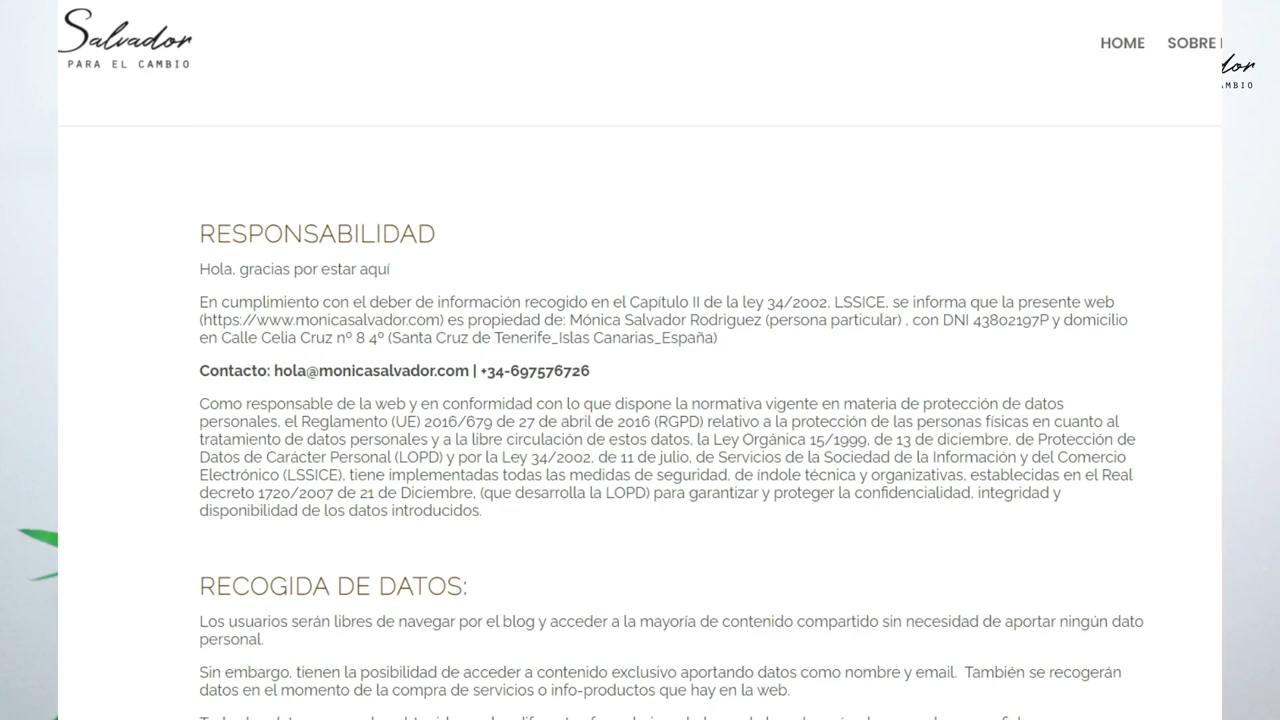 Salvador
PARA EL CAMBIO
HOME SOBRE
dor
MBIO
RESPONSABILIDAD
Hola, gracias por estar aquí
En cumplimiento con el deber de información recogido en el Capítulo II de la ley 34/2002, LSSICE, se informa que la presente web
(https://www.monicasalvador.com) es propiedad de: Mónica Salvador Rodriguez (persona particular) , con DNI 43802197P y domicilio
en Calle Celia Cruz nº 8 4º (Santa Cruz de Tenerife_Islas Canarias_España)
Contacto: hola@monicasalvador.com | +34-697576726
Como responsable de la web y en conformidad con lo que dispone la normativa vigente en materia de protección de datos
personales, el Reglamento (UE) 2016/679 de 27 de abril de 2016 (RGPD) relativo a la protección de las personas físicas en cuanto al
tratamiento de datos personales y a la libre circulación de estos datos, la Ley Orgánica 15/1999, de 13 de diciembre, de Protección de
Datos de Carácter Personal (LOPD) y por la Ley 34/2002, de 11 de julio, de Servicios de la Sociedad de la Información y del Comercio
Electrónico (LSSICE), tiene implementadas todas las medidas de seguridad, de índole técnica y organizativas, establecidas en el Real
decreto 1720/2007 de 21 de Diciembre, (que desarrolla la LOPD) para garantizar y proteger la confidencialidad, integridad y
disponibilidad de los datos introducidos.
RECOGIDA DE DATOS:
Los usuarios serán libres de navegar por el blog y acceder a la mayoría de contenido compartido sin necesidad de aportar ningún dato
personal.
Sin embargo, tienen la posibilidad de acceder a contenido exclusivo aportando datos como nombre y email. También se recogerán
datos en el momento de la compra de servicios o info-productos que hay en la web.